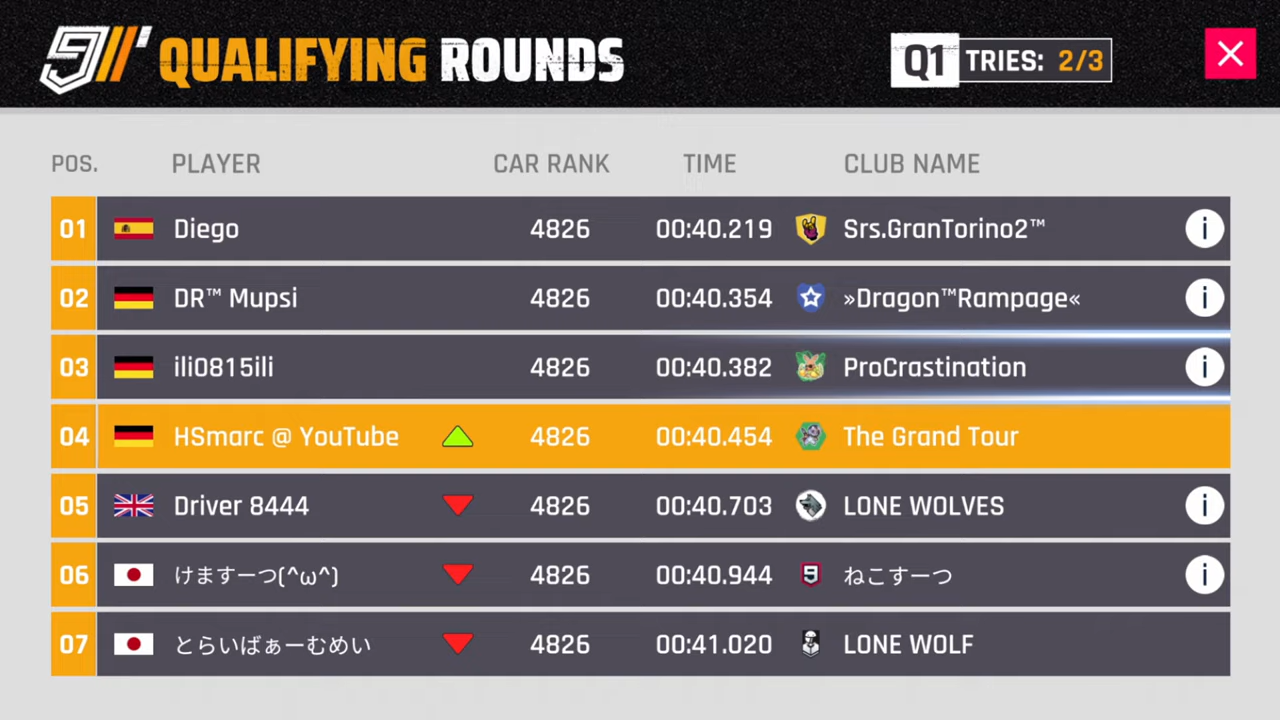 9 QUALIFYING ROUNDS Q1 TRIES: 2/3 X
POS. PLAYER CAR RANK TIME CLUB NAME
01 Diego 4826 00:40.219 Srs.GranTorino2™ i
02 DR™ Mupsi 4826 00:40.354 »Dragon™Rampage« i
03 ili0815ili 4826 00:40.382 ProCrastination i
04 HSmarc @ YouTube 4826 00:40.454 The Grand Tour
05 Driver 8444 4826 00:40.703 LONE WOLVES i
06 けますーつ(^ω^) 4826 00:40.944 9 ねこすーつ i
07 とらいばぁーむめい 4826 00:41.020 LONE WOLF